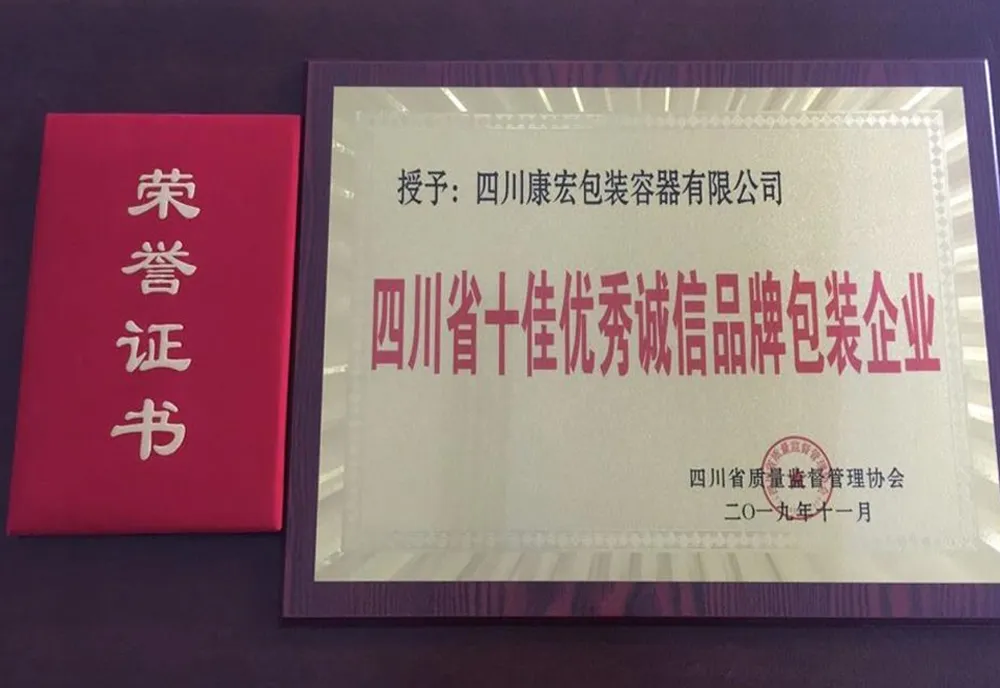 荣誉证书
授予：四川康宏包装容器有限公司
四川省十佳优秀诚信品牌包装企业
四川省质量监督管理协会
二〇一九年十一月